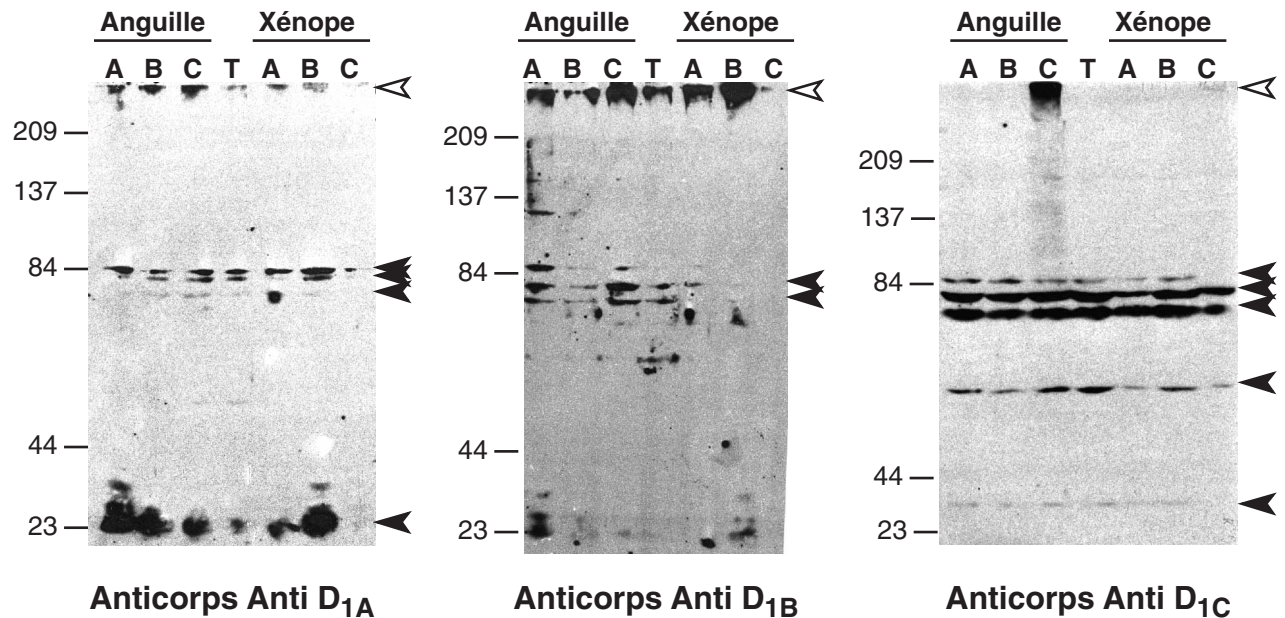 Anguille Xénope
A B C T A B C
209
137
84
44
23
Anticorps Anti D1A
Anguille Xénope
A B C T A B C
209
137
84
44
23
Anticorps Anti D1B
Anguille Xénope
A B C T A B C
209
137
84
44
23
Anticorps Anti D1C